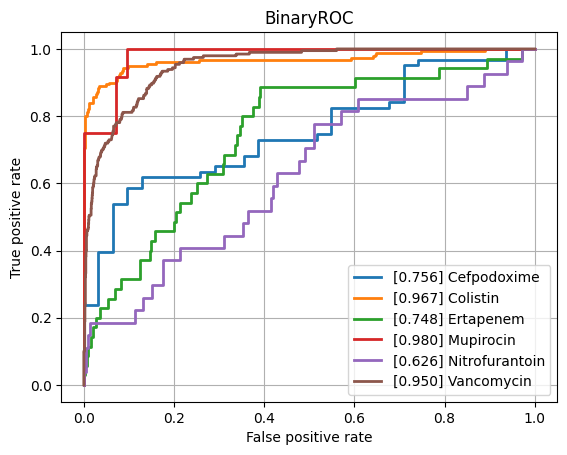 BinaryROC
True positive rate
1.0
0.8
0.6
0.4
0.2
0.0
[0.756] Cefpodoxime
[0.967] Colistin
[0.748] Ertapenem
[0.980] Mupirocin
[0.626] Nitrofurantoin
[0.950] Vancomycin
0.0 0.2 0.4 0.6 0.8 1.0
False positive rate